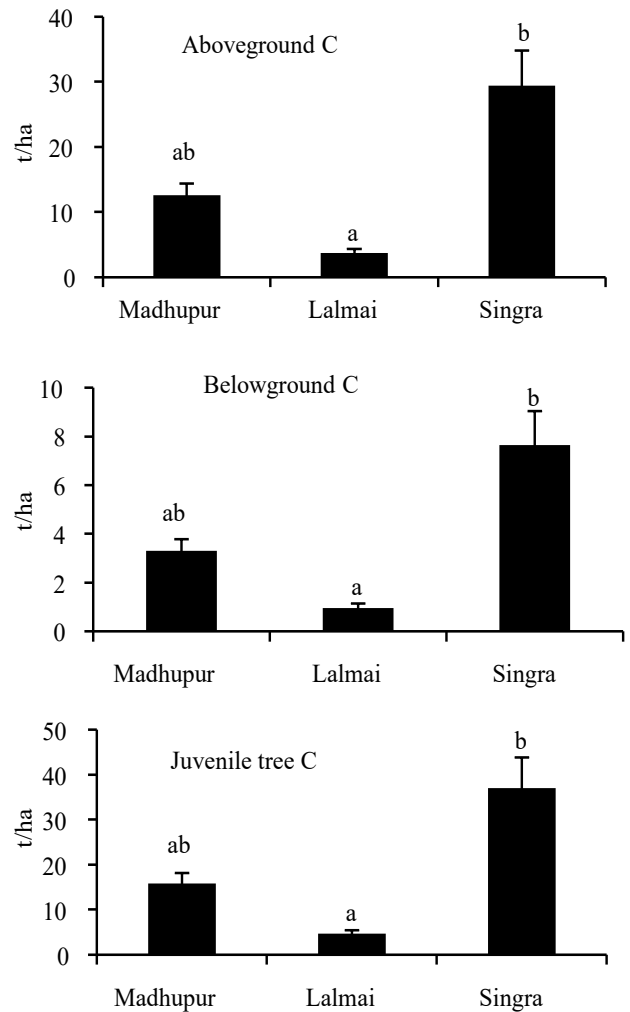 Aboveground C
t/ha
40
30
20
10
0
ab
a
b
Madhupur Lalmai Singra
Belowground C
t/ha
10
8
6
4
2
0
ab
a
b
Madhupur Lalmai Singra
Juvenile tree C
t/ha
50
40
30
20
10
0
ab
a
b
Madhupur Lalmai Singra